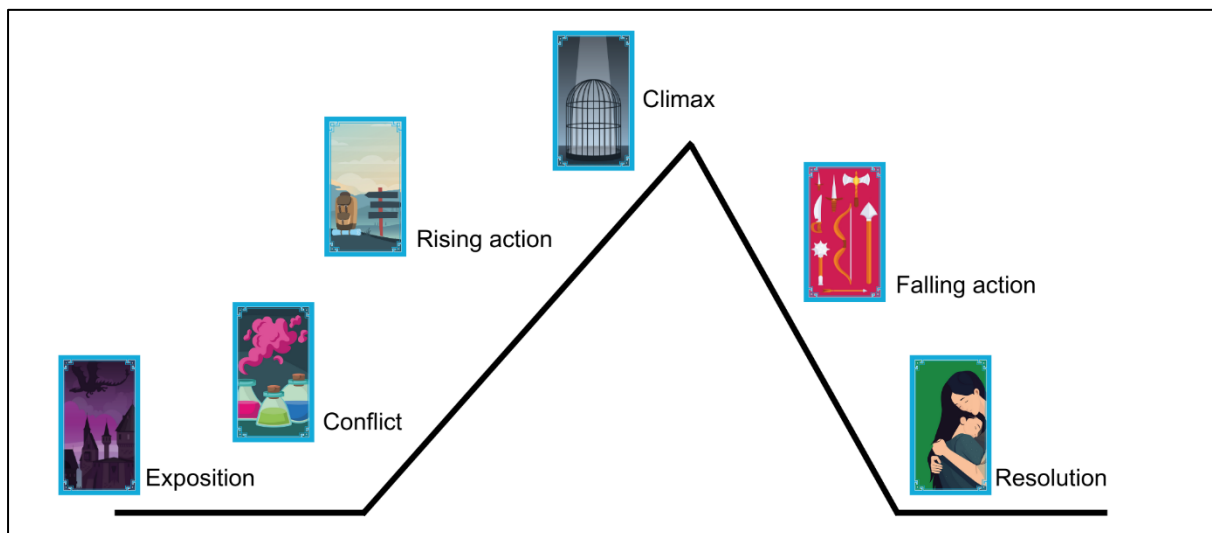 Climax
Rising action
Falling action
Conflict
Exposition
Resolution